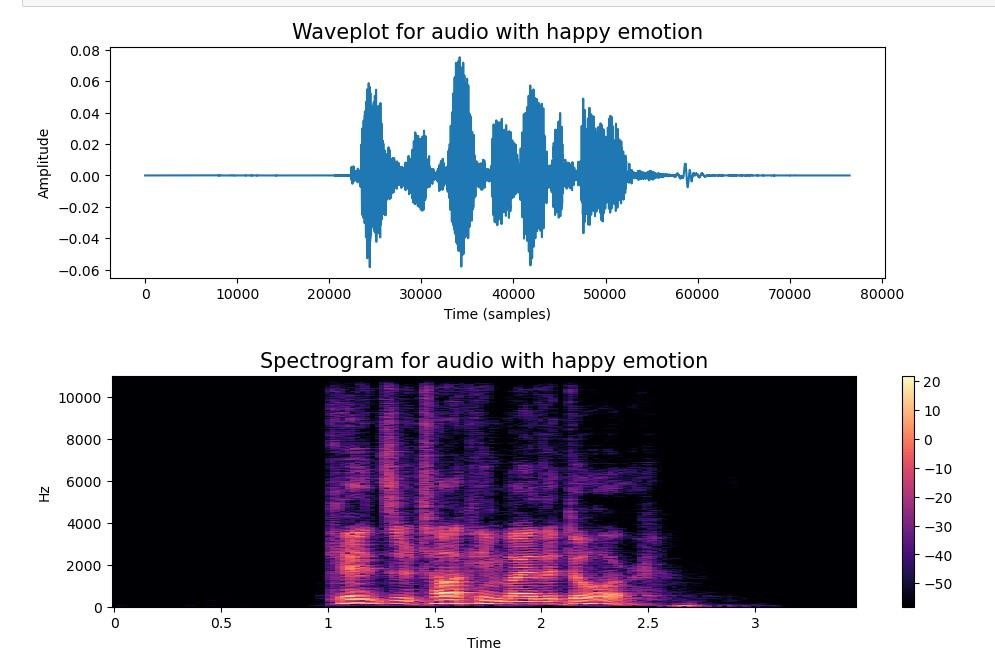 Waveplot for audio with happy emotion
0.08
0.06
0.04
0.02
0.00
−0.02
−0.04
−0.06
Amplitude
0 10000 20000 30000 40000 50000 60000 70000 80000
Time (samples)
Spectrogram for audio with happy emotion
10000
8000
6000
4000
2000
0
Hz
0 0.5 1 1.5 2 2.5 3
Time
20
10
0
−10
−20
−30
−40
−50